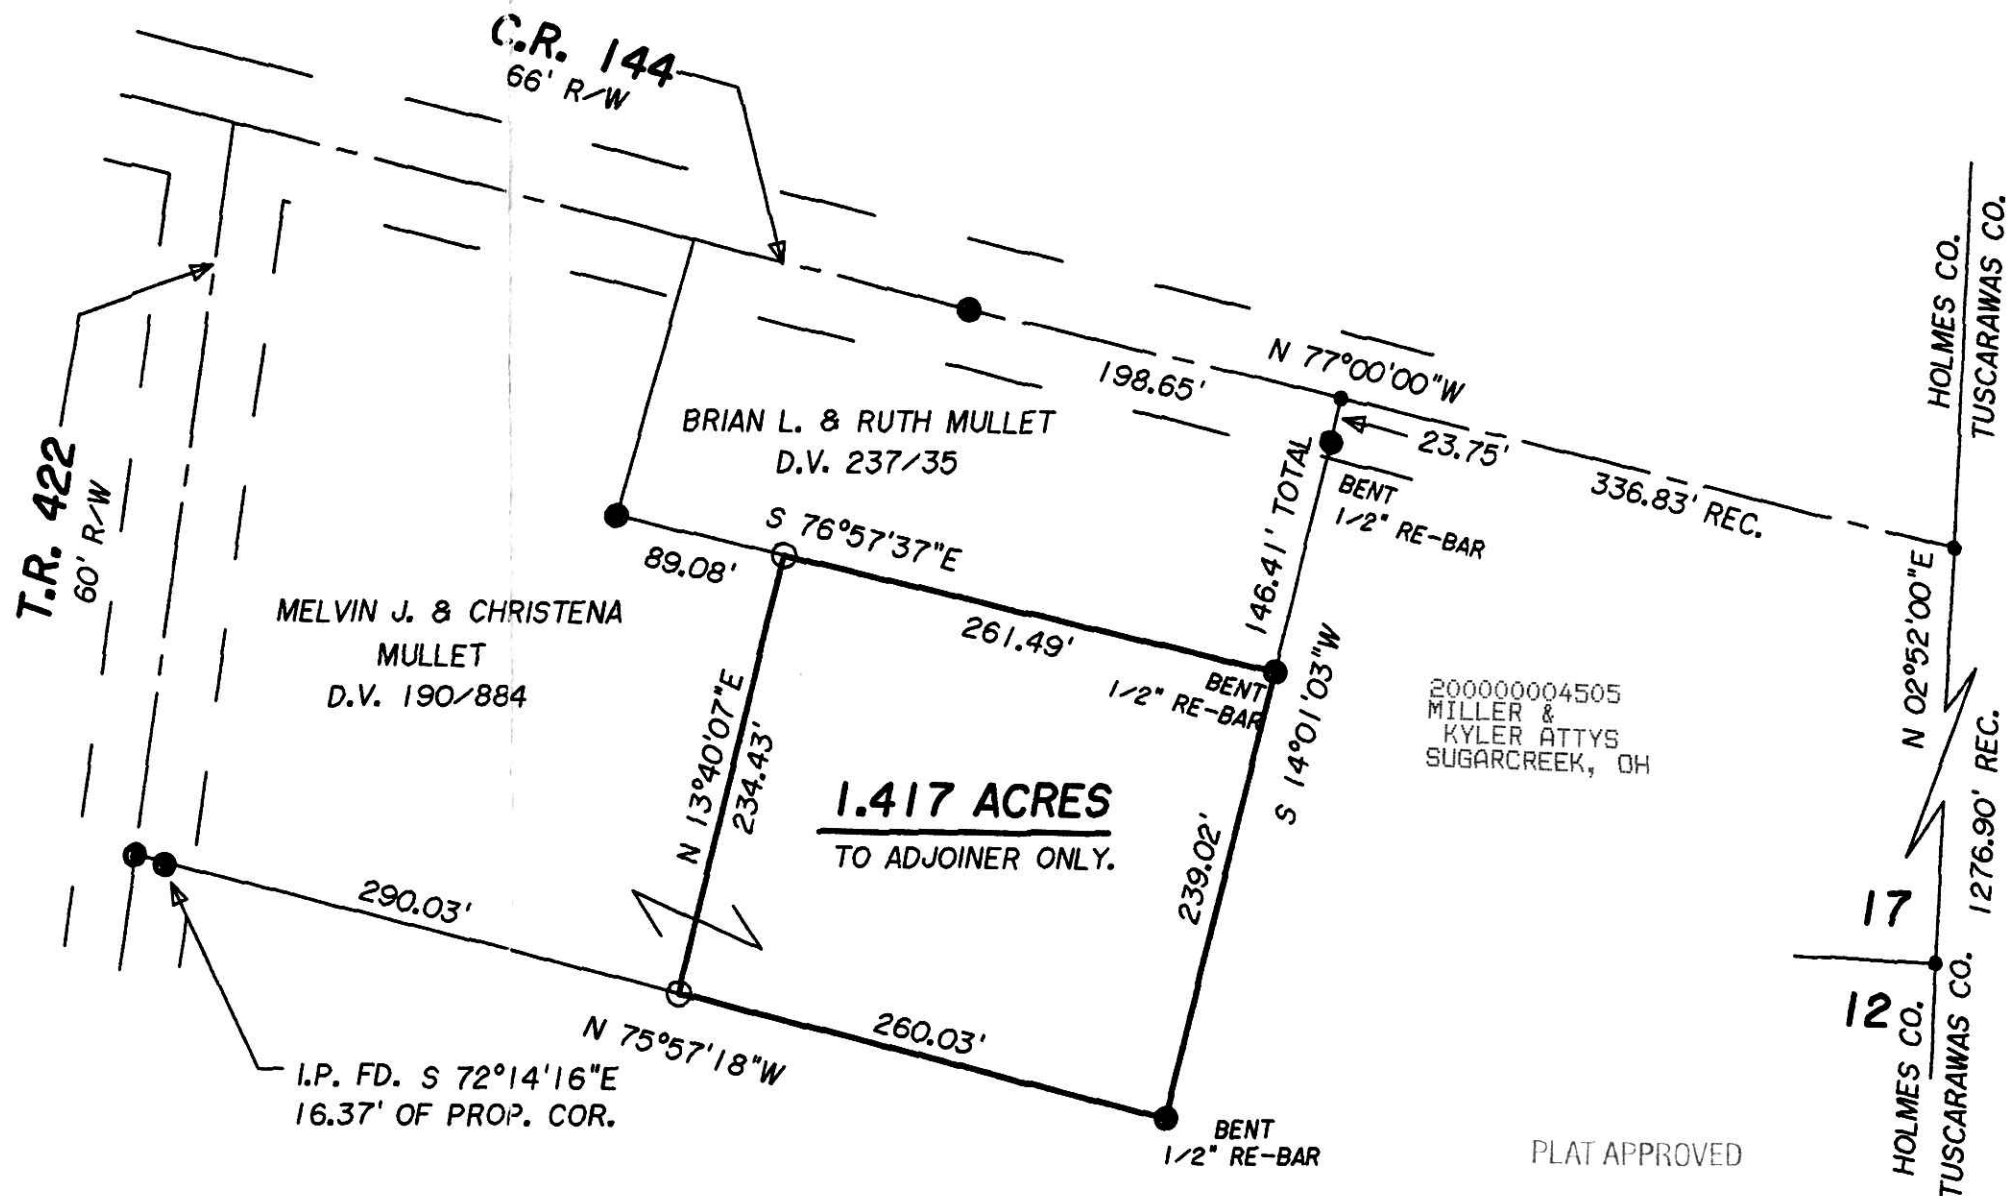 C.R. 144
66' R/W
T.R. 422
60' R/W
198.65'
N 77°00'00"W
23.75'
336.83' REC.
BENT
1/2" RE-BAR
146.41' TOTAL
BRIAN L. & RUTH MULLET
D.V. 237/35
S 76°57'37"E
89.08'
261.49'
BENT
1/2" RE-BAR
S 14°01'03"W
239.02'
MELVIN J. & CHRISTENA
MULLET
D.V. 190/884
N 13°40'07"E
234.43'
1.417 ACRES
TO ADJOINER ONLY.
290.03'
N 75°57'18"W
260.03'
BENT
1/2" RE-BAR
I.P. FD. S 72°14'16"E
16.37' OF PROP. COR.
200000004505
MILLER &
KYLER ATTYS
SUGARCREEK, OH
HOLMES CO.
TUSCARAWAS CO.
N 02°52'00"E
1276.90' REC.
17
12
HOLMES CO.
TUSCARAWAS CO.
PLAT APPROVED